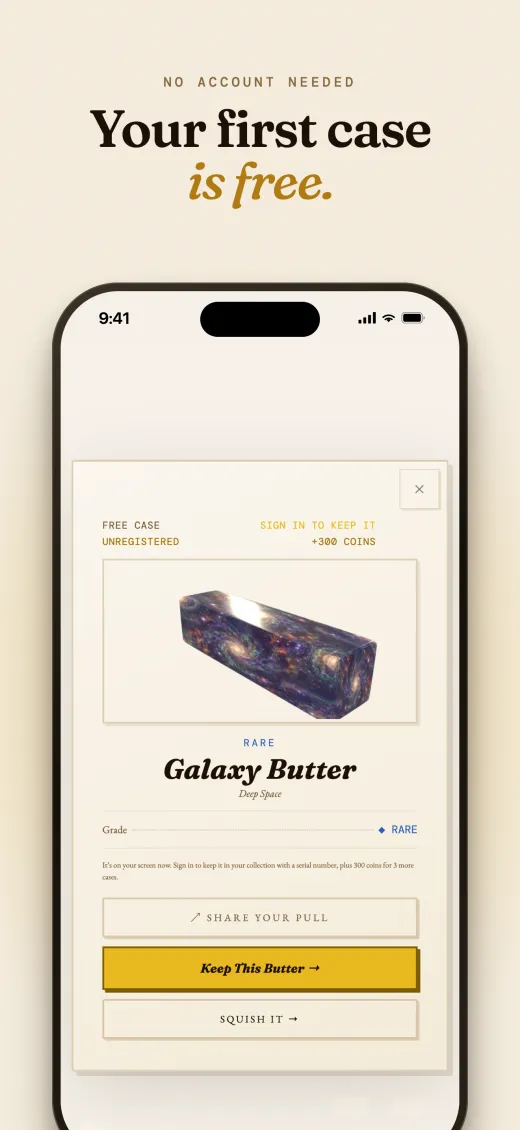 NO ACCOUNT NEEDED
Your first case
is free.
9:41
×
FREE CASE
SIGN IN TO KEEP IT
UNREGISTERED
+300 COINS
RARE
Galaxy Butter
Deep Space
Grade
◆ RARE
It's on your screen now. Sign in to keep it in your collection with a serial number, plus 300 coins for 3 more
cases.
↗ SHARE YOUR PULL
Keep This Butter →
SQUISH IT →